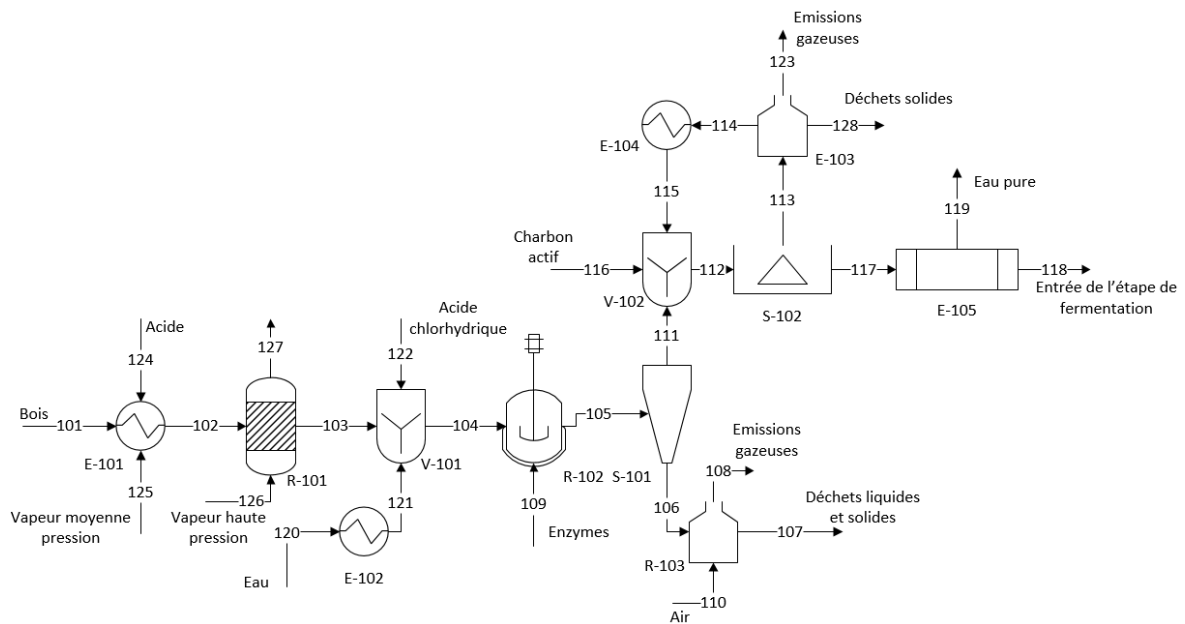 Emissions
gazeuses
123
Déchets solides
114
128
E-104
E-103
115
113
Eau pure
119
Charbon
actif
116
112
117
118
V-102
Entrée de l'étape de
fermentation
S-102
E-105
Acide
Acide
chlorhydrique
111
124
127
122
Bois
101
102
103
104
105
E-101
V-101
Emissions
gazeuses
R-101
R-102
S-101
108
125
126
121
109
106
Déchets liquides
et solides
Vapeur moyenne
pression
Vapeur haute
pression
120
107
Enzymes
R-103
Eau
E-102
110
Air